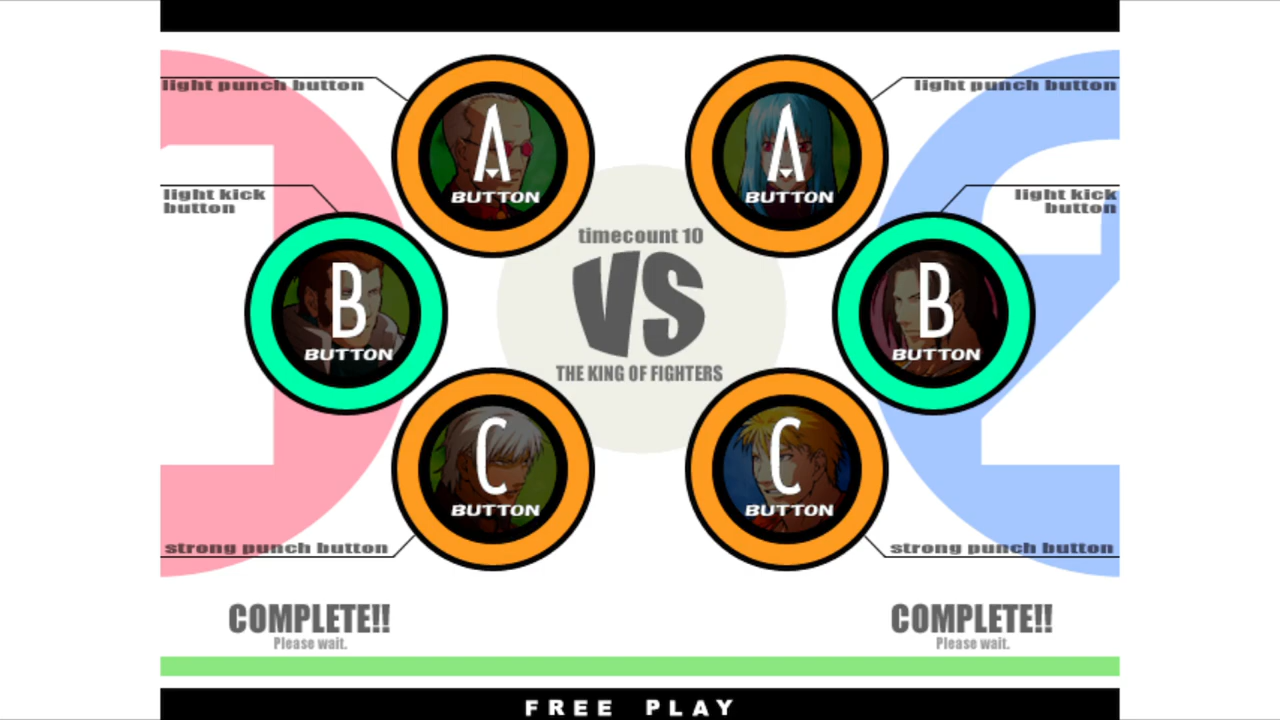 light punch button
A
BUTTON
A
BUTTON
light punch button
light kick
button
B
BUTTON
timecount 10
VS
THE KING OF FIGHTERS
light kick
button
B
BUTTON
C
BUTTON
C
BUTTON
strong punch button
strong punch button
COMPLETE!!
Please wait.
COMPLETE!!
Please wait.
FREE PLAY
1
2